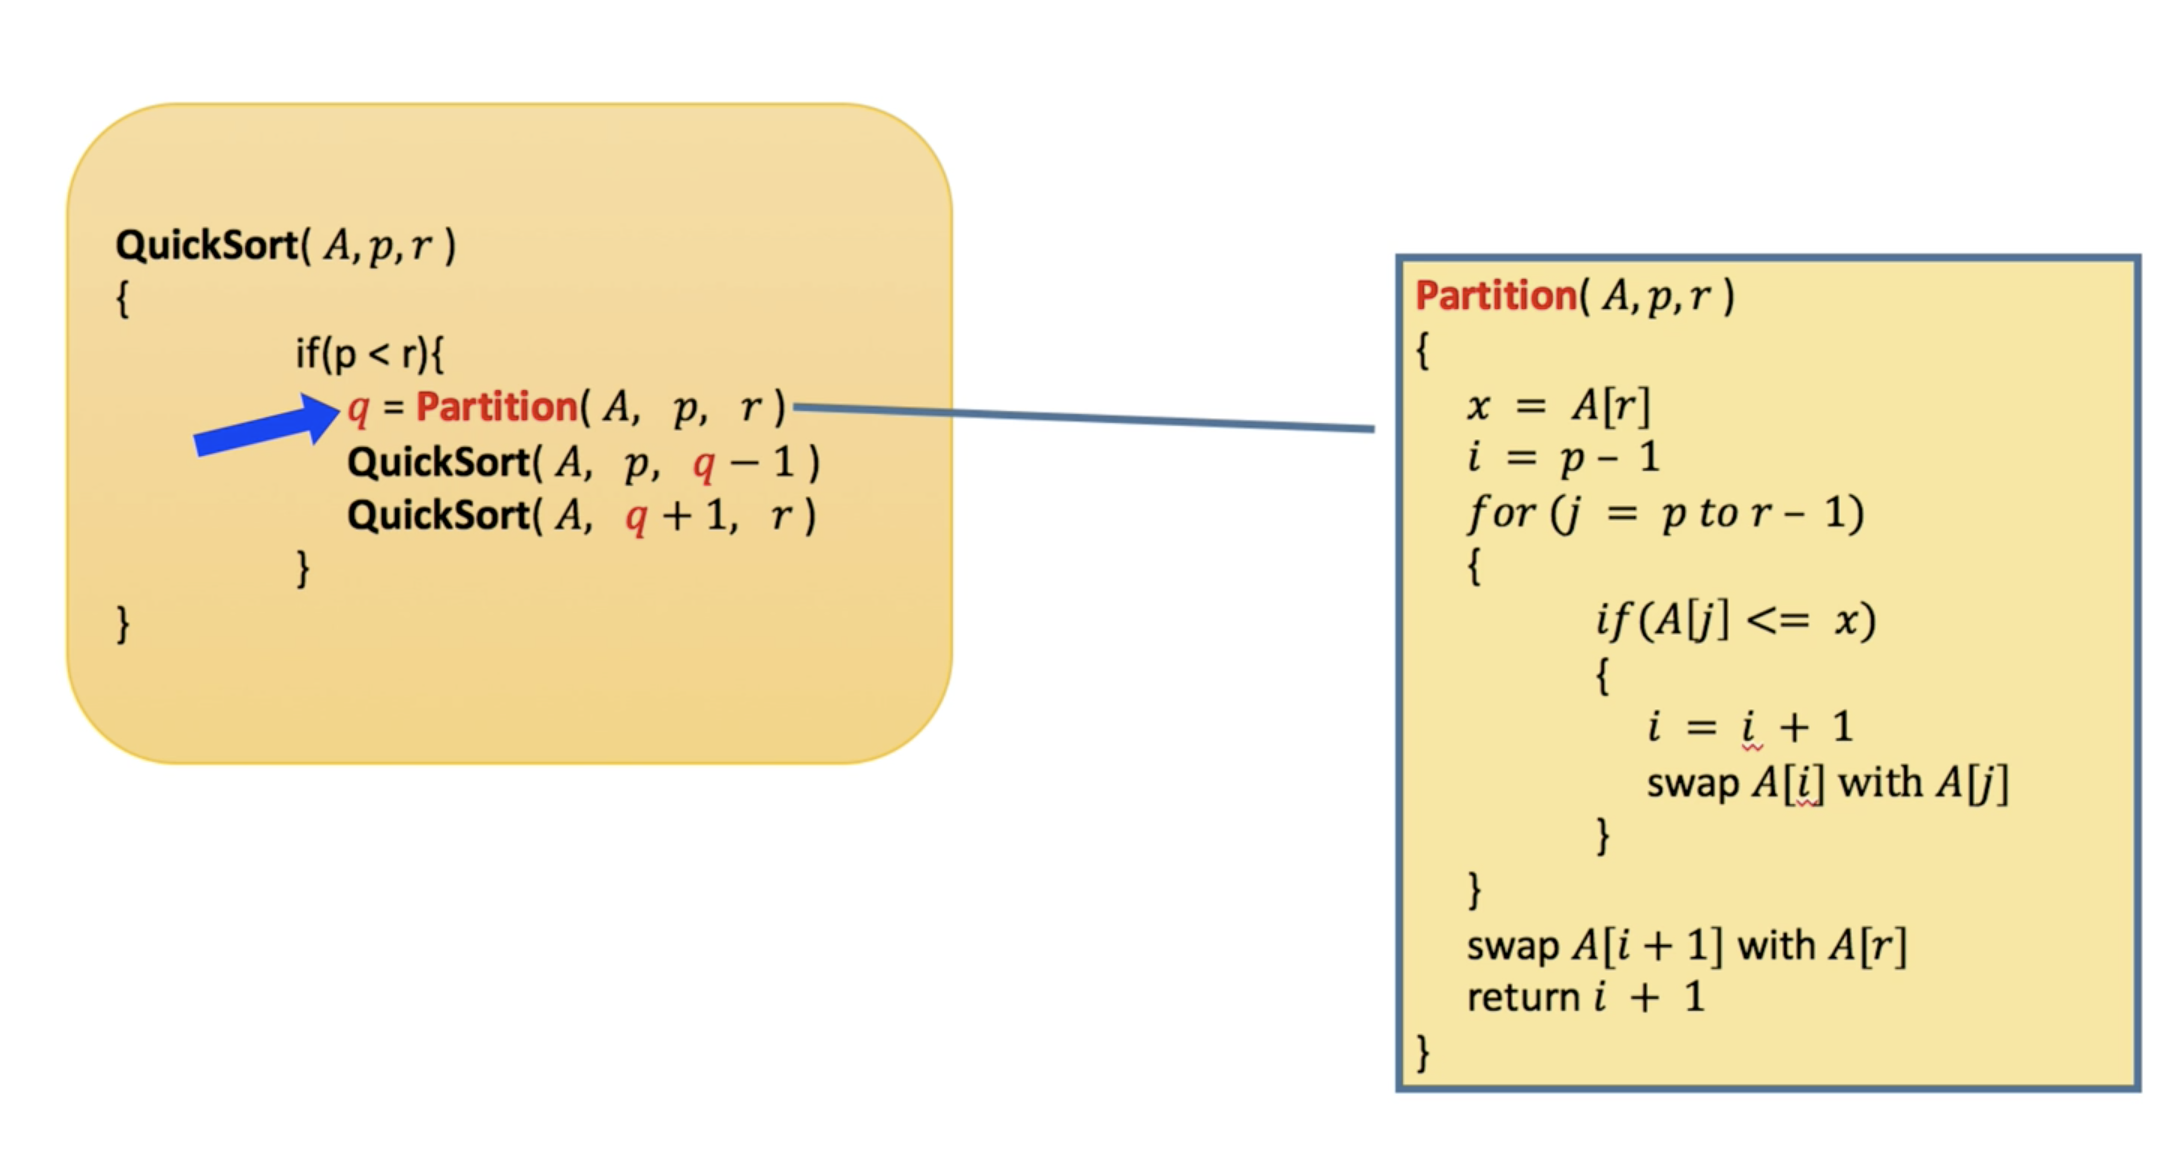 QuickSort( A, p, r )
{
if(p < r){
q = Partition( A, p, r )
QuickSort( A, p, q − 1 )
QuickSort( A, q + 1, r )
}
}
Partition( A, p, r )
{
x = A[r]
i = p – 1
for (j = p to r – 1)
{
if(A[j] <= x)
{
i = i + 1
swap A[i] with A[j]
}
}
swap A[i + 1] with A[r]
return i + 1
}